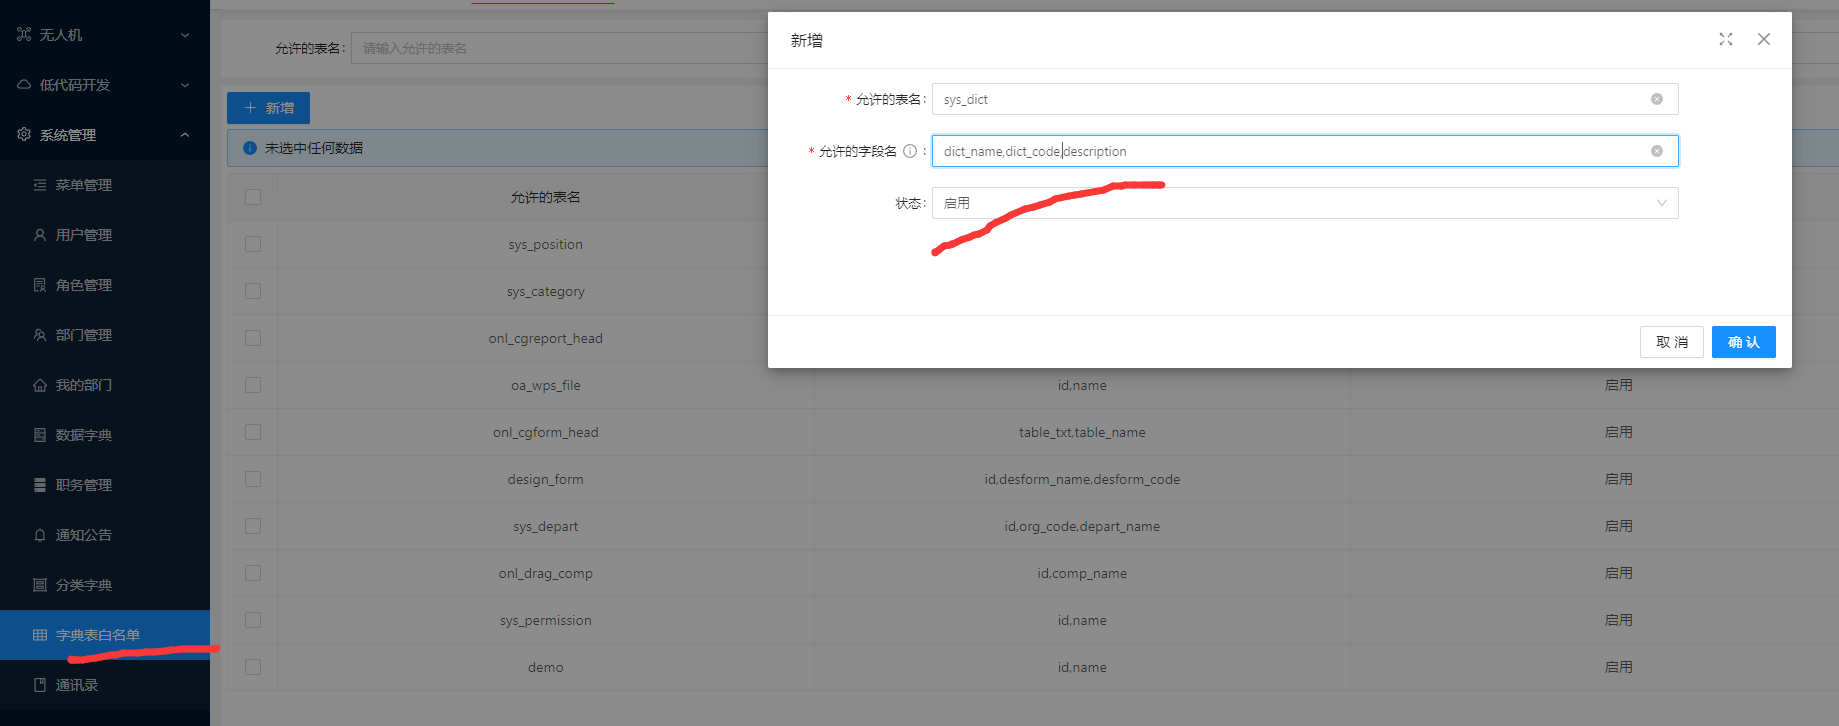 无人机
低代码开发
系统管理
菜单管理
用户管理
角色管理
部门管理
我的部门
数据字典
职务管理
通知公告
分类字典
字典表白名单
通讯录
允许的表名: 请输入允许的表名
新增
未选中任何数据
允许的表名
sys_position
sys_category
onl_cgreport_head
oa_wps_file id,name 启用
onl_cgform_head table_txt,table_name 启用
design_form id,desform_name,desform_code 启用
sys_depart id,org_code,depart_name 启用
onl_drag_comp id,comp_name 启用
sys_permission id,name 启用
demo id,name 启用
新增
* 允许的表名: sys_dict
* 允许的字段名 : dict_name,dict_code,description
状态: 启用
取 消 确 认